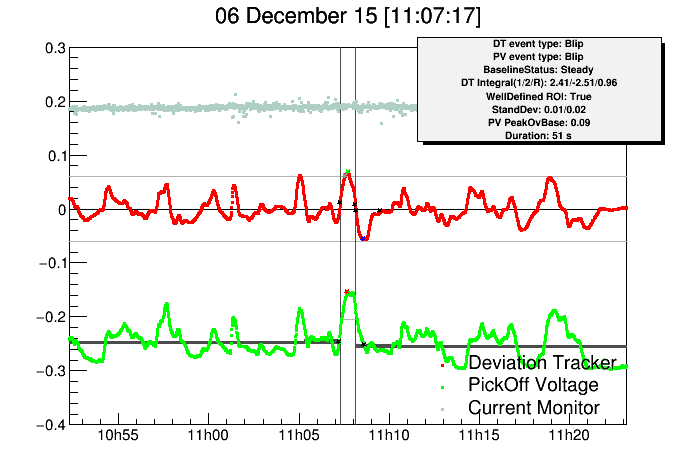 06 December 15 [11:07:17]
DT event type: Blip
PV event type: Blip
BaselineStatus: Steady
DT Integral(1/2/R): 2.41/-2.51/0.96
WellDefined ROI: True
StandDev: 0.01/0.02
PV PeakOvBase: 0.09
Duration: 51 s
0.3
0.2
0.1
0
−0.1
−0.2
−0.3
−0.4
Deviation Tracker
PickOff Voltage
Current Monitor
10h55 11h00 11h05 11h10 11h15 11h20